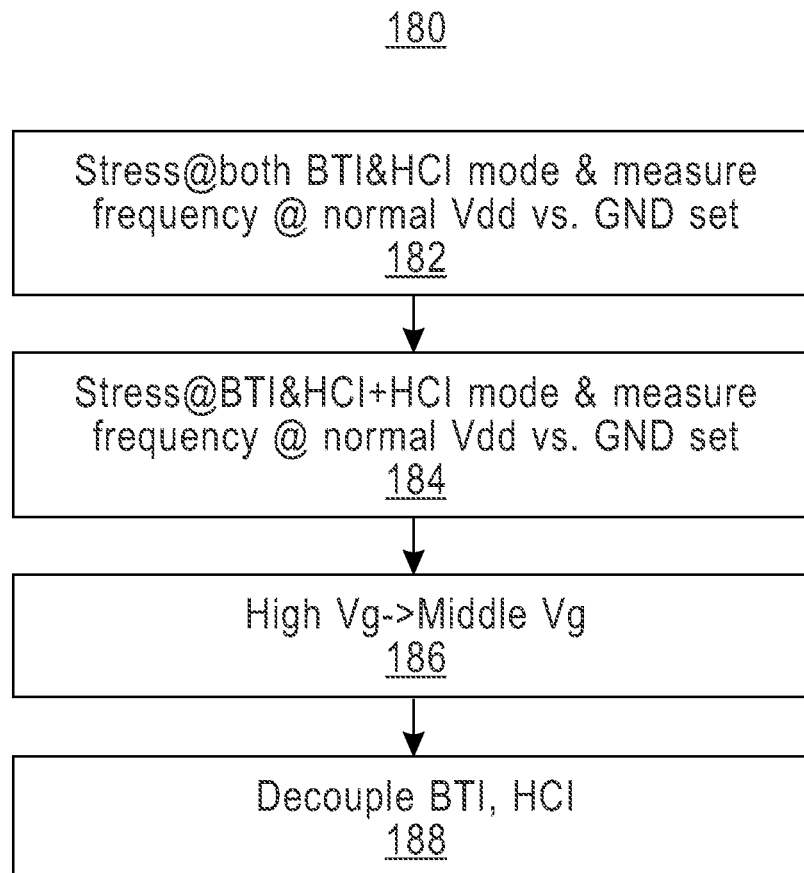 180
Stress@both BTI&HCI mode & measure
frequency @ normal Vdd vs. GND set
182
Stress@BTI&HCI+HCI mode & measure
frequency @ normal Vdd vs. GND set
184
High Vg->Middle Vg
186
Decouple BTI, HCI
188